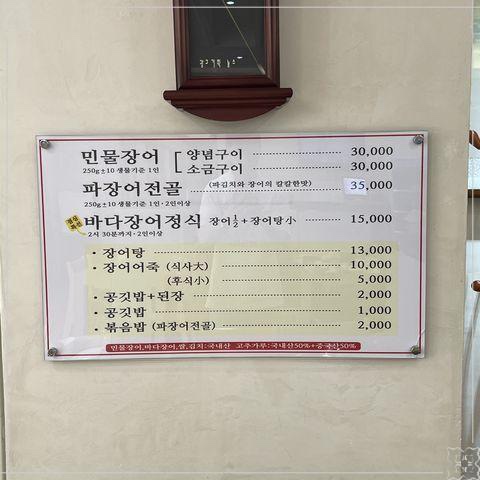 민물장어 [ 양념구이 30,000
250g±10 생물기준 1인 소금구이 30,000
파장어전골 (파김치와 장어의 칼칼한맛) 35,000
250g±10 생물기준 1인·2인이상
바다장어정식 장어½+장어탕小 15,000
2시 30분까지·2인이상
• 장어탕 13,000
• 장어어죽 (식사大) 10,000
(후식小) 5,000
• 공깃밥+된장 2,000
• 공깃밥 1,000
• 볶음밥 (파장어전골) 2,000
민물장어,바다장어,쌀,김치:국내산 고추가루:국내산50%+중국산50%